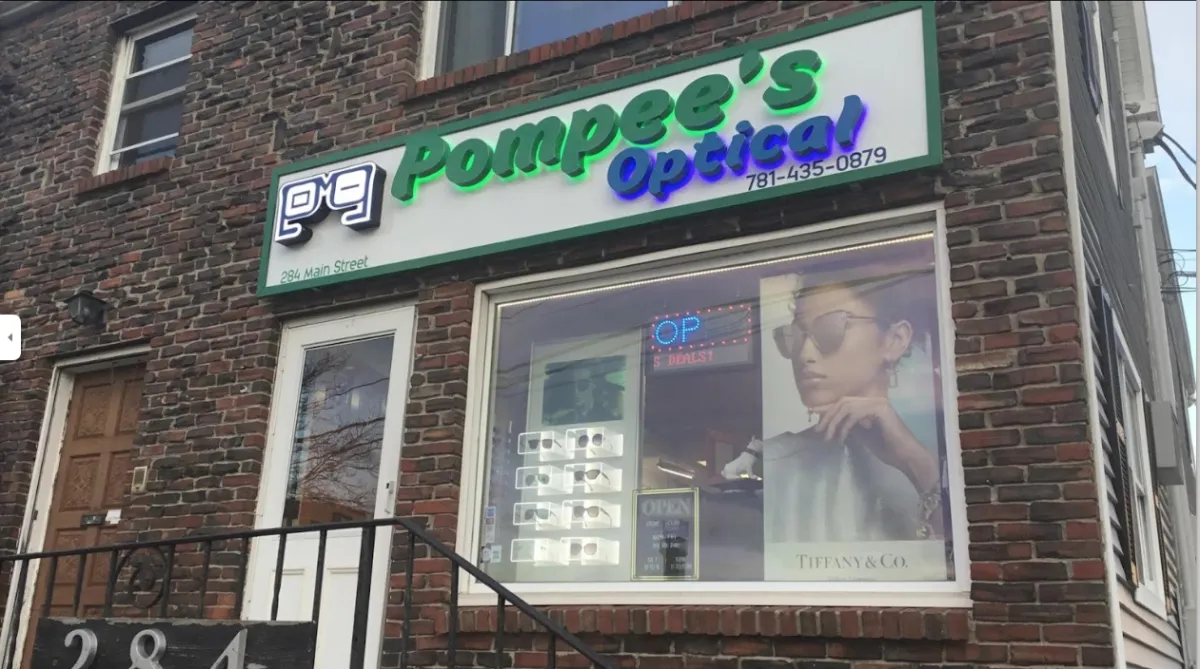 Pompee's
Optical
781-435-0879
284 Main Street
OP
S DEALS!
OPEN
TIFFANY & CO.
284